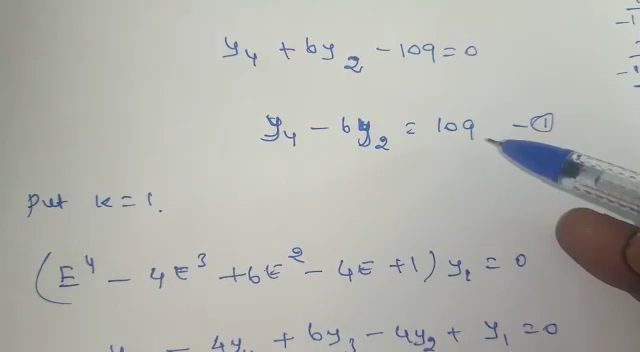 y₄ + 6y₂ - 109 = 0
y₄ - 6y₂ = 109 - ①
Put k = 1.
(E⁴ - 4E³ + 6E² - 4E + 1) y₁ = 0
- 4y₄ + 6y₃ - 4y₂ + y₁ = 0